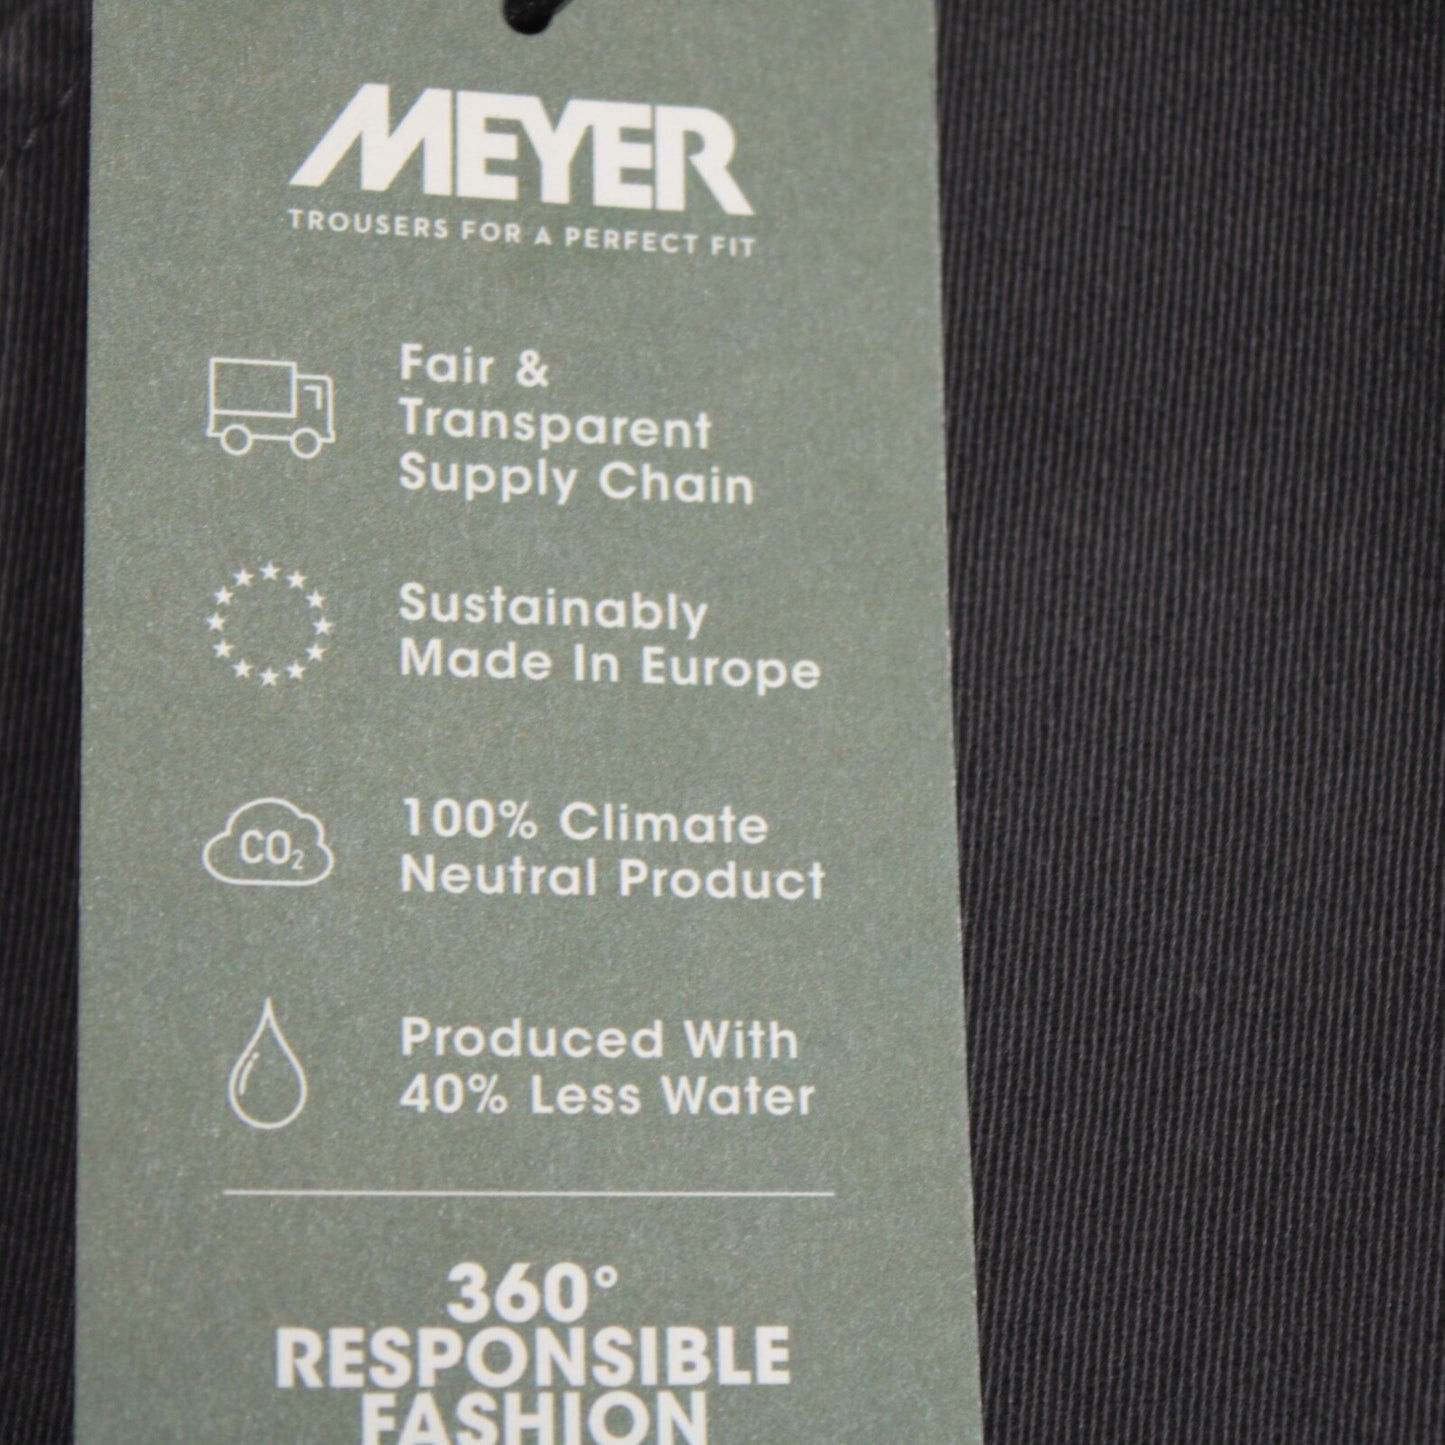 MEYER
TROUSERS FOR A PERFECT FIT
Fair &
Transparent
Supply Chain
Sustainably
Made In Europe
CO₂
100% Climate
Neutral Product
Produced With
40% Less Water
360°
RESPONSIBLE
FASHION